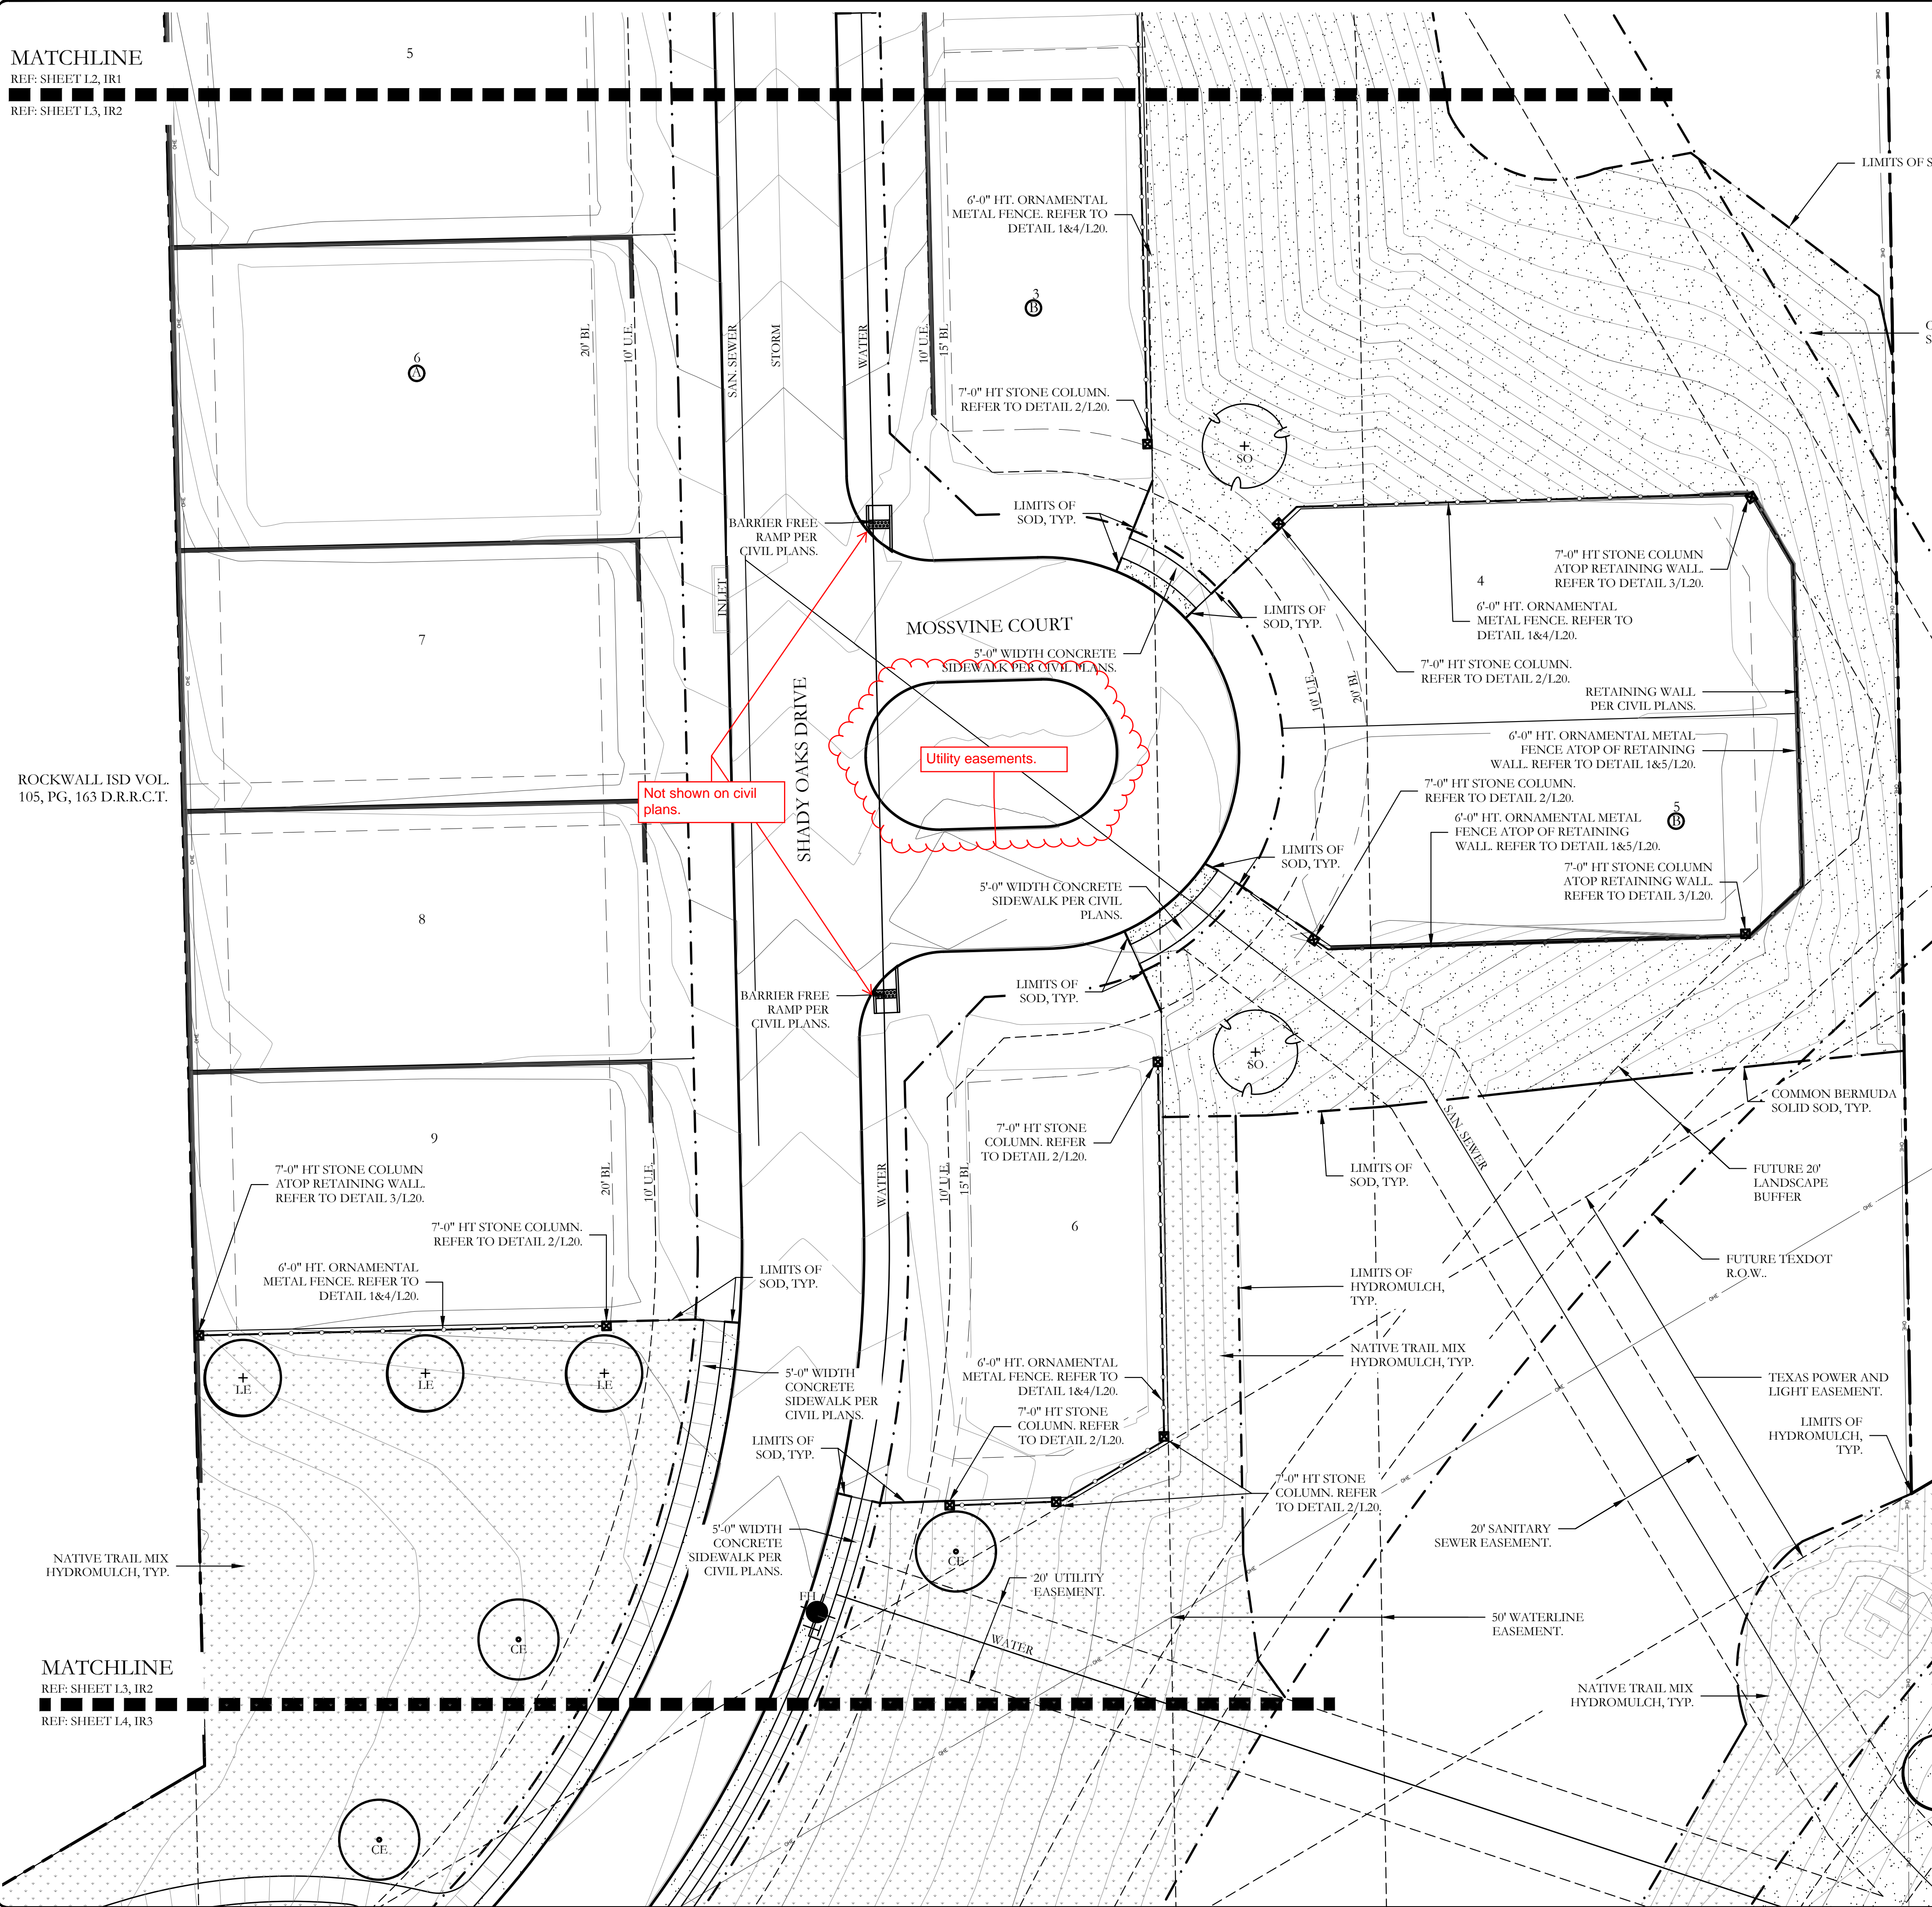 MATCHLINE
REF: SHEET L2, IR1
REF: SHEET L3, IR2
5
LIMITS OF S
6'-0" HT. ORNAMENTAL
METAL FENCE. REFER TO
DETAIL 1&4/L20.
3
B
20' BL
10' U.E.
SAN. SEWER
STORM
WATER
10' U.E.
15' BL
6
A
7'-0" HT STONE COLUMN.
REFER TO DETAIL 2/L20.
SO
BARRIER FREE
RAMP PER
CIVIL PLANS.
LIMITS OF
SOD, TYP.
INLET
7'-0" HT STONE COLUMN
ATOP RETAINING WALL.
REFER TO DETAIL 3/L20.
4
6'-0" HT. ORNAMENTAL
METAL FENCE. REFER TO
DETAIL 1&4/L20.
LIMITS OF
SOD, TYP.
7
MOSSVINE COURT
5'-0" WIDTH CONCRETE
SIDEWALK PER CIVIL PLANS.
7'-0" HT STONE COLUMN.
REFER TO DETAIL 2/L20.
10' U.E.
20' BL
RETAINING WALL
PER CIVIL PLANS.
SHADY OAKS DRIVE
Utility easements.
6'-0" HT. ORNAMENTAL METAL
FENCE ATOP OF RETAINING
WALL. REFER TO DETAIL 1&5/L20.
ROCKWALL ISD VOL.
105, PG, 163 D.R.R.C.T.
Not shown on civil
plans.
7'-0" HT STONE COLUMN.
REFER TO DETAIL 2/L20.
5
B
6'-0" HT. ORNAMENTAL METAL
FENCE ATOP OF RETAINING
WALL. REFER TO DETAIL 1&5/L20.
LIMITS OF
SOD, TYP.
7'-0" HT STONE COLUMN
ATOP RETAINING WALL.
REFER TO DETAIL 3/L20.
8
5'-0" WIDTH CONCRETE
SIDEWALK PER CIVIL
PLANS.
LIMITS OF
SOD, TYP.
BARRIER FREE
RAMP PER
CIVIL PLANS.
SO
COMMON BERMUDA
SOLID SOD, TYP.
SAN. SEWER
9
7'-0" HT STONE
COLUMN. REFER
TO DETAIL 2/L20.
7'-0" HT STONE COLUMN
ATOP RETAINING WALL.
REFER TO DETAIL 3/L20.
20' BL
10' U.E.
WATER
10' U.E.
15' BL
LIMITS OF
SOD, TYP.
FUTURE 20'
LANDSCAPE
BUFFER
7'-0" HT STONE COLUMN.
REFER TO DETAIL 2/L20.
6
FUTURE TEXDOT
R.O.W..
6'-0" HT. ORNAMENTAL
METAL FENCE. REFER TO
DETAIL 1&4/L20.
LIMITS OF
SOD, TYP.
LIMITS OF
HYDROMULCH,
TYP.
OHE
OHE
NATIVE TRAIL MIX
HYDROMULCH, TYP.
LE
LE
LE
5'-0" WIDTH
CONCRETE
SIDEWALK PER
CIVIL PLANS.
6'-0" HT. ORNAMENTAL
METAL FENCE. REFER TO
DETAIL 1&4/L20.
OHE
TEXAS POWER AND
LIGHT EASEMENT.
7'-0" HT STONE
COLUMN. REFER
TO DETAIL 2/L20.
LIMITS OF
HYDROMULCH,
TYP.
LIMITS OF
SOD, TYP.
7'-0" HT STONE
COLUMN. REFER
TO DETAIL 2/L20.
OHE
5'-0" WIDTH
CONCRETE
SIDEWALK PER
CIVIL PLANS.
CE
20' SANITARY
SEWER EASEMENT.
NATIVE TRAIL MIX
HYDROMULCH, TYP.
FH
20' UTILITY
EASEMENT.
OHE
50' WATERLINE
EASEMENT.
CE
WATER
MATCHLINE
REF: SHEET L3, IR2
REF: SHEET L4, IR3
NATIVE TRAIL MIX
HYDROMULCH, TYP.
OHE
CE
OHE